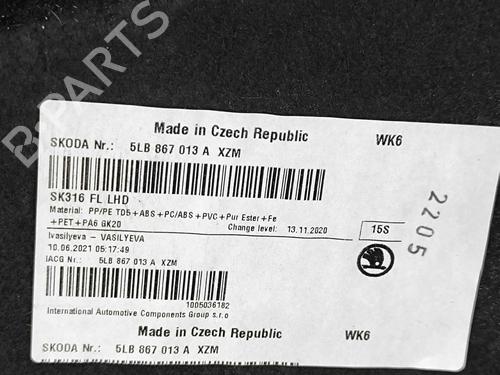 B-PARTS
Made in Czech Republic WK6
SKODA Nr.: 5LB 867 013 A XZM
SK316 FL LHD
Material: PP/PE TD5+ABS+PC/ABS+PVC+Pur Ester+Fe
+PET+PA6 GK20 Change level: 13.11.2020 15S
Ivasilyeva - VASILYEVA
10.06.2021 05:17:49
IACG Nr.: 5LB 867 013 A XZM
1005036182
International Automotive Components Group s.r.o
2205
Made in Czech Republic WK6
SKODA Nr.: 5LB 867 013 A XZM